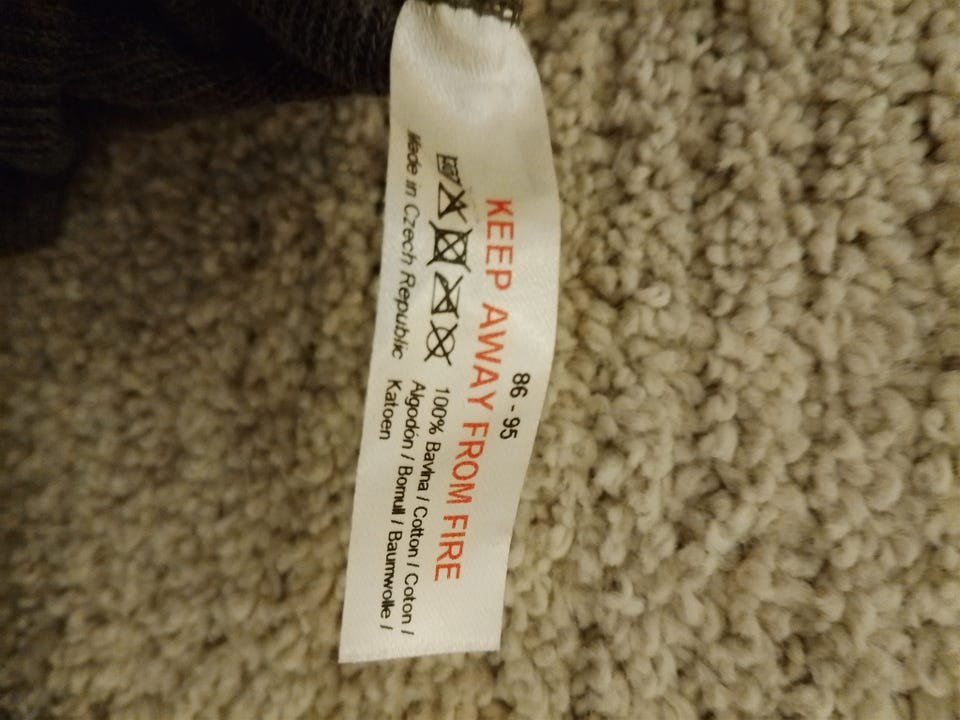 86 - 95
KEEP AWAY FROM FIRE
100% Bavlna / Cotton / Coton /
Algodón / Bomull / Baumwolle /
Katoen
Made in Czech Republic